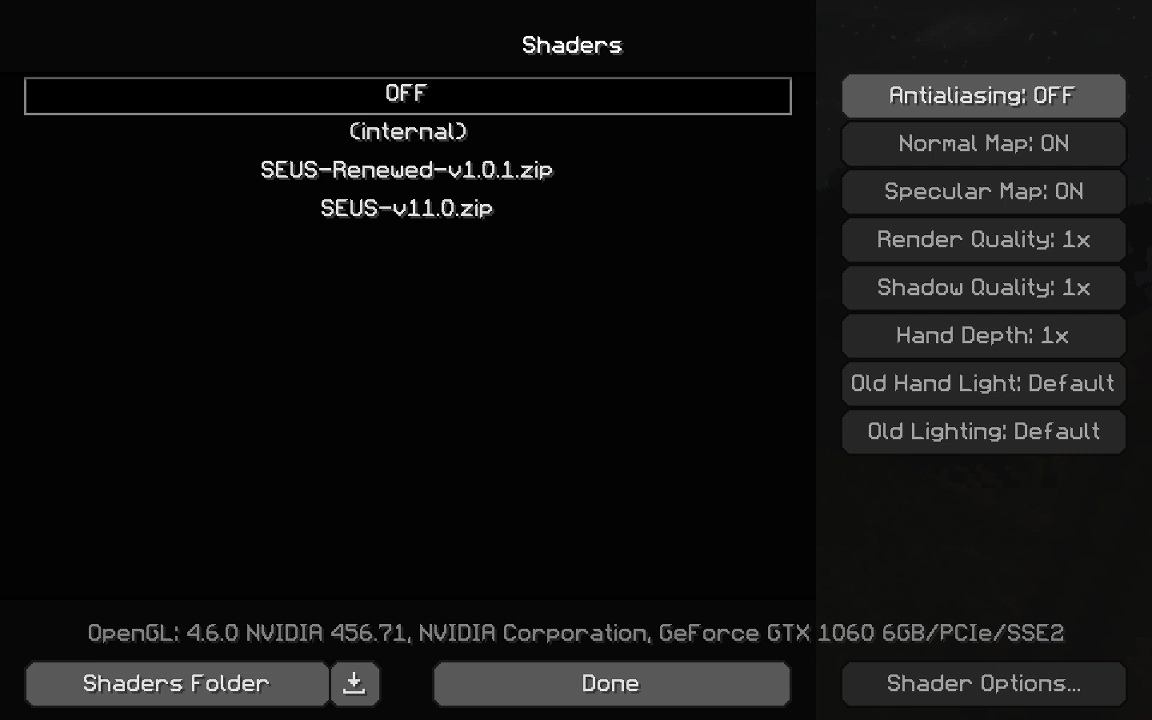 Shaders
OFF
(internal)
SEUS-Renewed-v1.0.1.zip
SEUS-v11.0.zip
Antialiasing: OFF
Normal Map: ON
Specular Map: ON
Render Quality: 1x
Shadow Quality: 1x
Hand Depth: 1x
Old Hand Light: Default
Old Lighting: Default
OpenGL: 4.6.0 NVIDIA 456.71, NVIDIA Corporation, GeForce GTX 1060 6GB/PCIe/SSE2
Shaders Folder
Done
Shader Options...